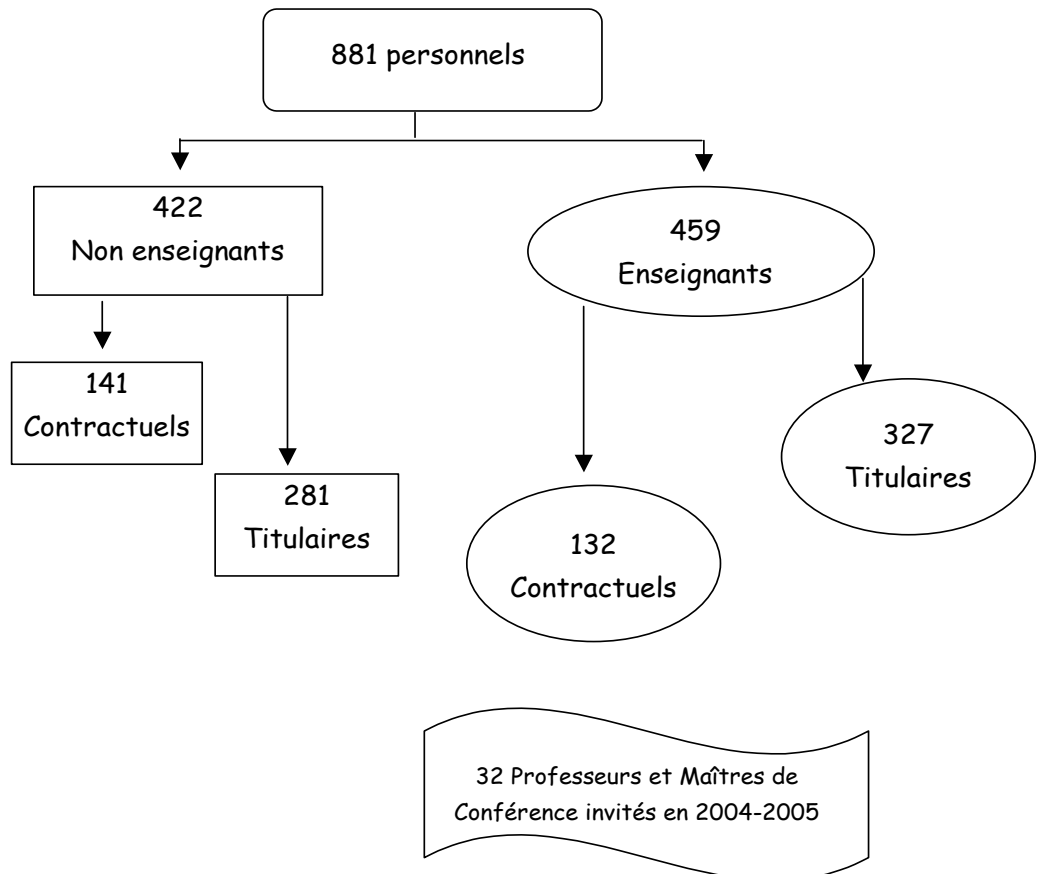 881 personnels
422
Non enseignants
459
Enseignants
141
Contractuels
281
Titulaires
132
Contractuels
327
Titulaires
32 Professeurs et Maîtres de
Conférence invités en 2004-2005